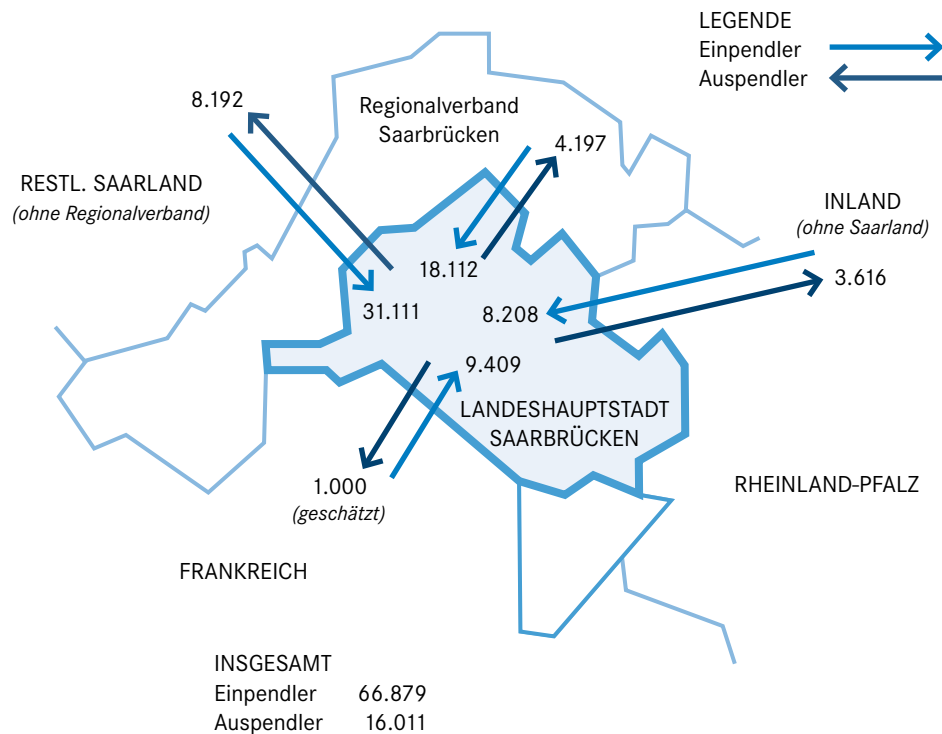 LEGENDE
Einpendler
Auspendler
8.192
Regionalverband
Saarbrücken
4.197
RESTL. SAARLAND
(ohne Regionalverband)
INLAND
(ohne Saarland)
18.112
3.616
31.111
8.208
9.409
LANDESHAUPTSTADT
SAARBRÜCKEN
1.000
(geschätzt)
RHEINLAND-PFALZ
FRANKREICH
INSGESAMT
Einpendler 66.879
Auspendler 16.011